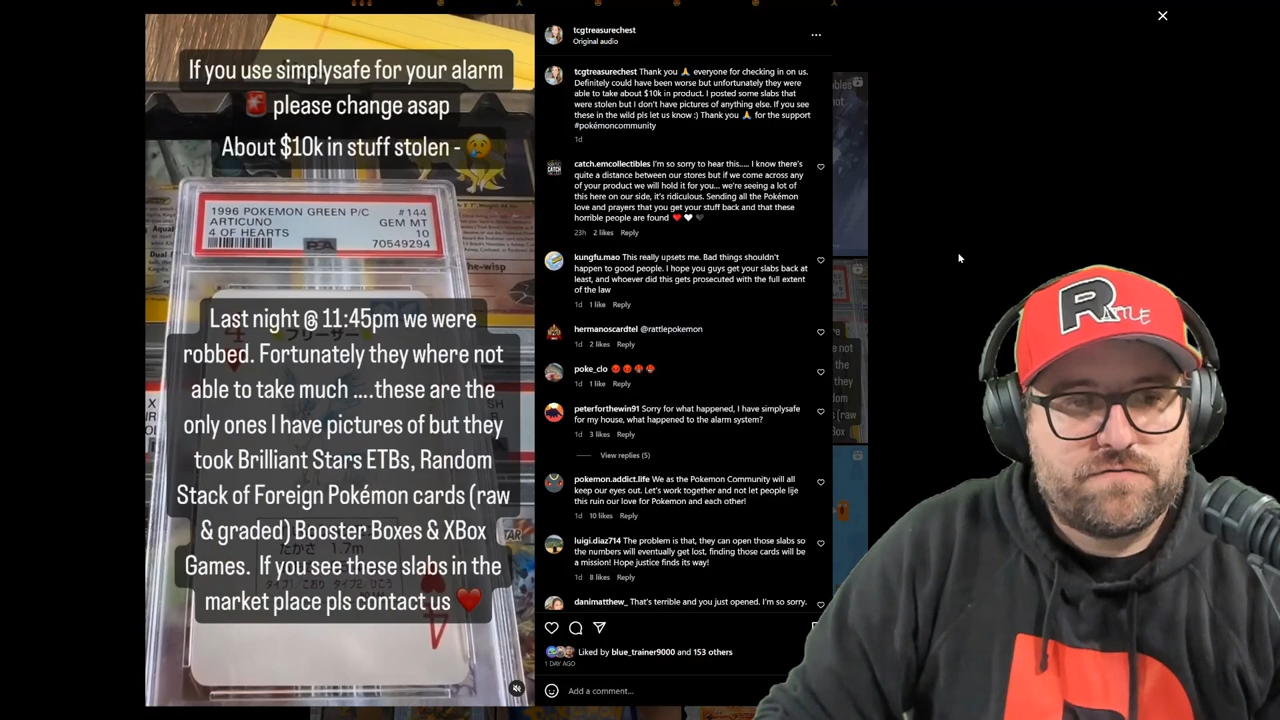 If you use simplysafe for your alarm
🚨 please change asap
About $10k in stuff stolen - 😢
1996 POKEMON GREEN P/C #144
ARTICUNO GEM MT
4 OF HEARTS 10
PSA 70549294
Last night @ 11:45pm we were
robbed. Fortunately they where not
able to take much ....these are the
only ones I have pictures of but they
took Brilliant Stars ETBs, Random
Stack of Foreign Pokémon cards (raw
& graded) Booster Boxes & XBox
Games. If you see these slabs in the
market place pls contact us ❤️
たかさ 1.7m
4
tcgtreasurechest
Original audio
tcgtreasurechest Thank you 🙏 everyone for checking in on us.
Definitely could have been worse but unfortunately they were
able to take about $10k in product. I posted some slabs that
were stolen but I don't have pictures of anything else. If you see
these in the wild pls let us know :) Thank you 🙏 for the support
#pokémoncommunity
1d
catch.emcollectibles I'm so sorry to hear this..... I know there's
quite a distance between our stores but if we come across any
of your product we will hold it for you... we're seeing a lot of
this here on our side, it's ridiculous. Sending all the Pokémon
love and prayers that you get your stuff back and that these
horrible people are found ❤️🤍🖤
23h 2 likes Reply
kungfu.mao This really upsets me. Bad things shouldn't
happen to good people. I hope you guys get your slabs back at
least, and whoever did this gets prosecuted with the full extent
of the law
1d 1 like Reply
hermanoscardtel @rattlepokemon
1d 2 likes Reply
poke_clo 😡😡🤬🤬
1d 1 like Reply
peterforthewin91 Sorry for what happened, I have simplysafe
for my house, what happened to the alarm system?
1d 3 likes Reply
View replies (5)
pokemon.addict.life We as the Pokemon Community will all
keep our eyes out. Let's work together and not let people lije
this ruin our love for Pokemon and each other!
1d 10 likes Reply
luigi.diaz714 The problem is that, they can open those slabs so
the numbers will eventually get lost, finding those cards will be
a mission! Hope justice finds its way!
1d 8 likes Reply
danimatthew_ That's terrible and you just opened. I'm so sorry.
Liked by blue_trainer9000 and 153 others
1 DAY AGO
Add a comment...
RATTLE